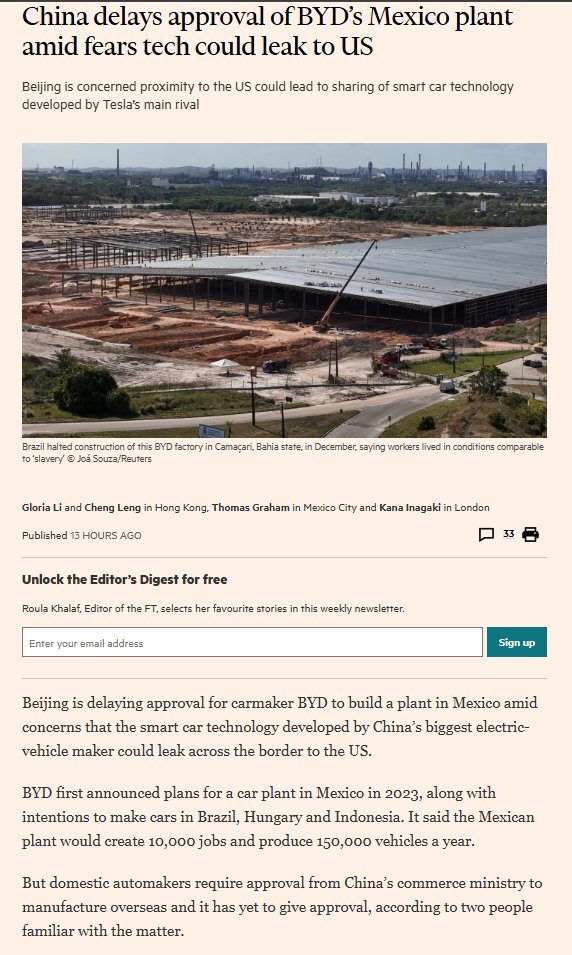 China delays approval of BYD’s Mexico plant
amid fears tech could leak to US
Beijing is concerned proximity to the US could lead to sharing of smart car technology
developed by Tesla’s main rival
Brazil halted construction of this BYD factory in Camaçari, Bahia state, in December, saying workers lived in conditions comparable
to ‘slavery’ © Joá Souza/Reuters
Gloria Li and Cheng Leng in Hong Kong, Thomas Graham in Mexico City and Kana Inagaki in London
Published 13 HOURS AGO
33
Unlock the Editor’s Digest for free
Roula Khalaf, Editor of the FT, selects her favourite stories in this weekly newsletter.
Enter your email address
Sign up
Beijing is delaying approval for carmaker BYD to build a plant in Mexico amid
concerns that the smart car technology developed by China’s biggest electric-
vehicle maker could leak across the border to the US.
BYD first announced plans for a car plant in Mexico in 2023, along with
intentions to make cars in Brazil, Hungary and Indonesia. It said the Mexican
plant would create 10,000 jobs and produce 150,000 vehicles a year.
But domestic automakers require approval from China’s commerce ministry to
manufacture overseas and it has yet to give approval, according to two people
familiar with the matter.